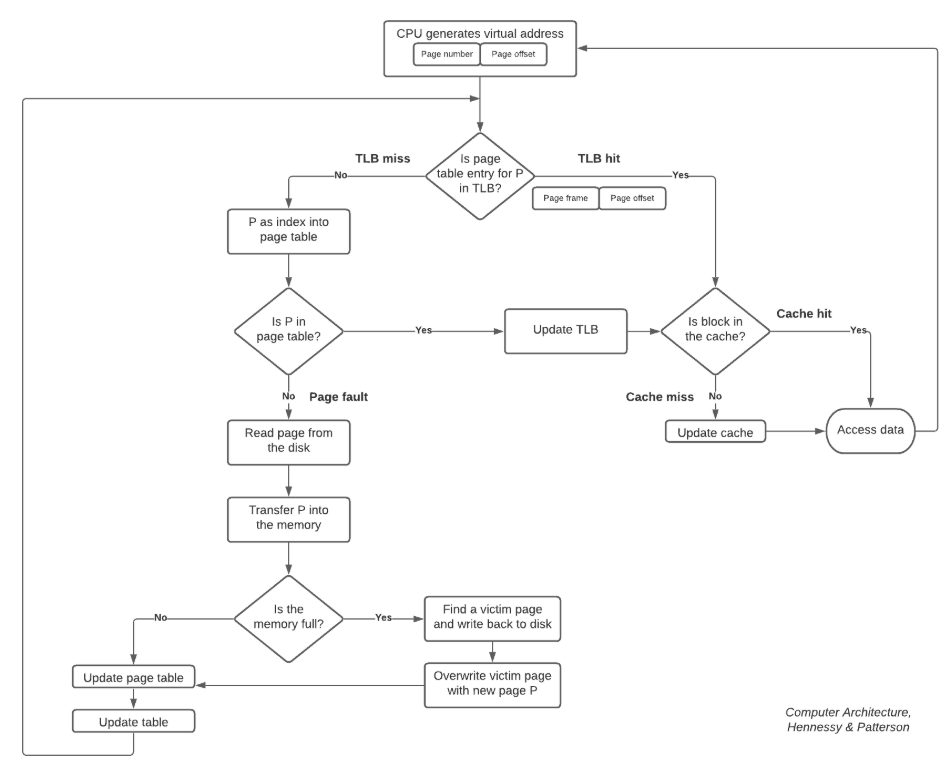 CPU generates virtual address
Page number
Page offset
TLB miss
Is page
table entry for P
in TLB?
TLB hit
No
Yes
Page frame
Page offset
P as index into
page table
Is P in
page table?
Yes
Update TLB
Is block in
the cache?
Cache hit
Yes
No
Page fault
Cache miss
No
Read page from
the disk
Update cache
Access data
Transfer P into
the memory
Is the
memory full?
No
Yes
Find a victim page
and write back to disk
Update page table
Overwrite victim page
with new page P
Update table
Computer Architecture,
Hennessy & Patterson